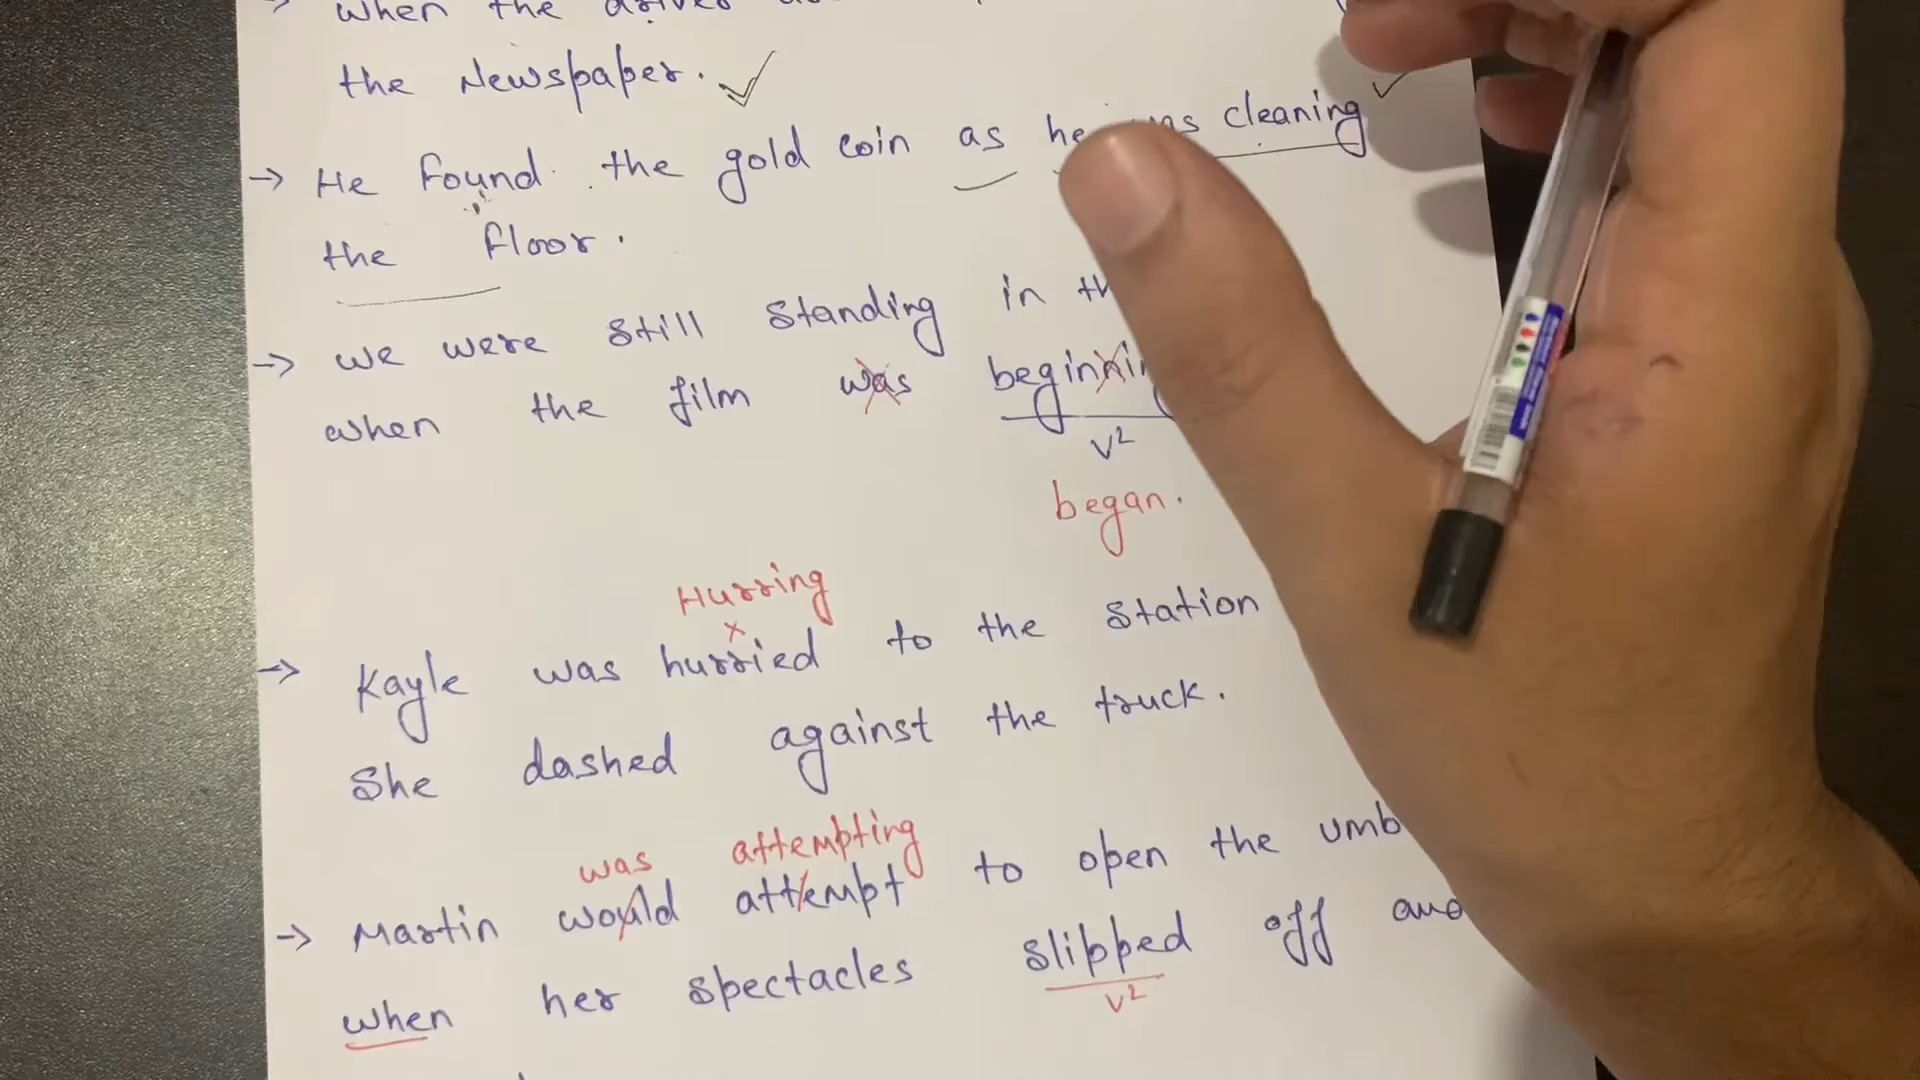 when the
the Newspaper.
→ He found the gold coin as he cleaning
the floor.
→ we were still standing in
when the film was
v²
began.
Hurring
→ Kayle was hurried to the station
She dashed against the truck.
was attempting
→ Martin would attempt to open the
when her spectacles slipped off
v²